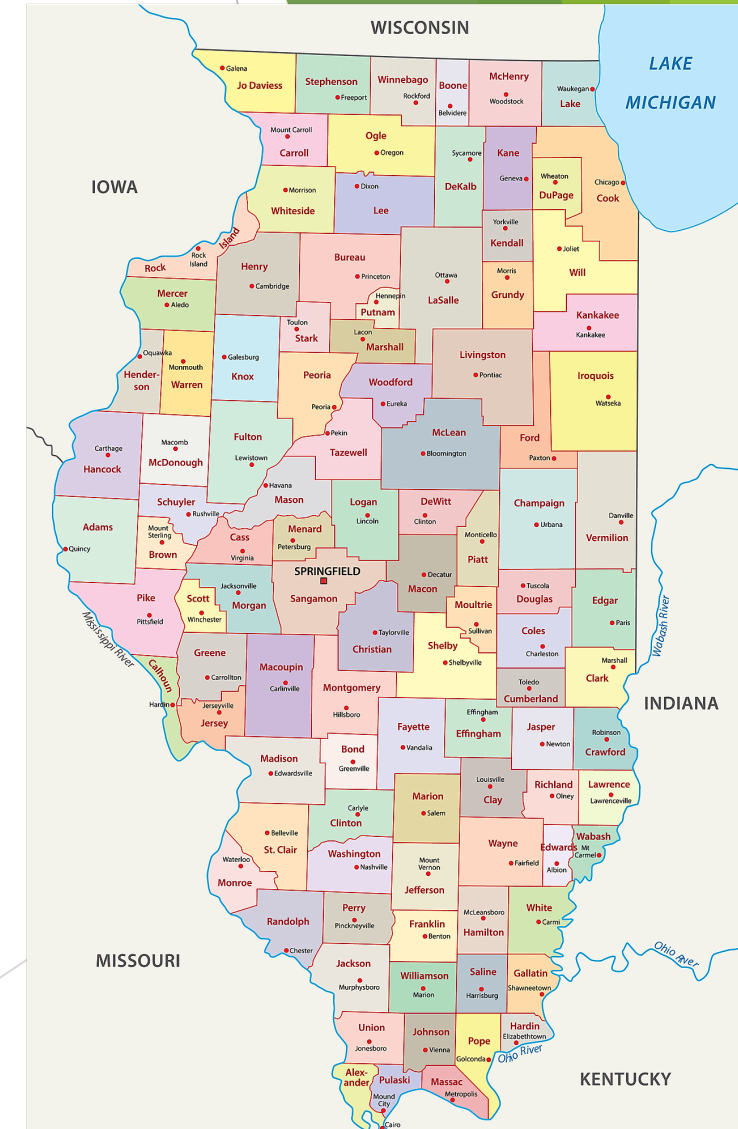 WISCONSIN
LAKE
MICHIGAN
IOWA
Galena
Jo Daviess
Stephenson
Freeport
Winnebago
Rockford
Boone
Belvidere
McHenry
Woodstock
Waukegan
Lake
Mount Carroll
Carroll
Ogle
Oregon
Sycamore
DeKalb
Kane
Geneva
Wheaton
DuPage
Chicago
Cook
Morrison
Whiteside
Dixon
Lee
Yorkville
Kendall
Joliet
Will
Rock
Island
Rock
Island
Henry
Cambridge
Bureau
Princeton
Hennepin
Putnam
Ottawa
LaSalle
Morris
Grundy
Kankakee
Kankakee
Mercer
Aledo
Toulon
Stark
Lacon
Marshall
Livingston
Pontiac
Iroquois
Watseka
Oquawka
Hender-
son
Monmouth
Warren
Galesburg
Knox
Peoria
Peoria
Woodford
Eureka
Carthage
Hancock
Macomb
McDonough
Fulton
Lewistown
Pekin
Tazewell
McLean
Bloomington
Ford
Paxton
Havana
Mason
Schuyler
Rushville
Adams
Quincy
Mount
Sterling
Brown
Cass
Virginia
Menard
Petersburg
Logan
Lincoln
DeWitt
Clinton
Monticello
Piatt
Champaign
Urbana
Danville
Vermilion
SPRINGFIELD
Sangamon
Decatur
Macon
Pike
Pittsfield
Scott
Winchester
Jacksonville
Morgan
Taylorville
Christian
Moultrie
Sullivan
Tuscola
Douglas
Edgar
Paris
Coles
Charleston
Shelby
Shelbyville
Marshall
Clark
Toledo
Cumberland
Mississippi River
Wabash River
INDIANA
Calhoun
Hardin
Greene
Carrollton
Jerseyville
Jersey
Macoupin
Carlinville
Montgomery
Hillsboro
Fayette
Vandalia
Effingham
Effingham
Jasper
Newton
Robinson
Crawford
Madison
Edwardsville
Bond
Greenville
Marion
Salem
Louisville
Clay
Richland
Olney
Lawrence
Lawrenceville
Belleville
St. Clair
Carlyle
Clinton
Washington
Nashville
Wayne
Fairfield
Edwards
Albion
Wabash
Mt
Carmel
Waterloo
Monroe
Mount
Vernon
Jefferson
Randolph
Chester
Perry
Pinckneyville
Franklin
Benton
McLeansboro
Hamilton
White
Carmi
MISSOURI
Jackson
Murphysboro
Williamson
Marion
Saline
Harrisburg
Gallatin
Shawneetown
Ohio River
Union
Jonesboro
Johnson
Vienna
Pope
Golconda
Hardin
Elizabethtown
Ohio River
KENTUCKY
Alex-
ander
Pulaski
Mound
City
Massac
Metropolis
Cairo